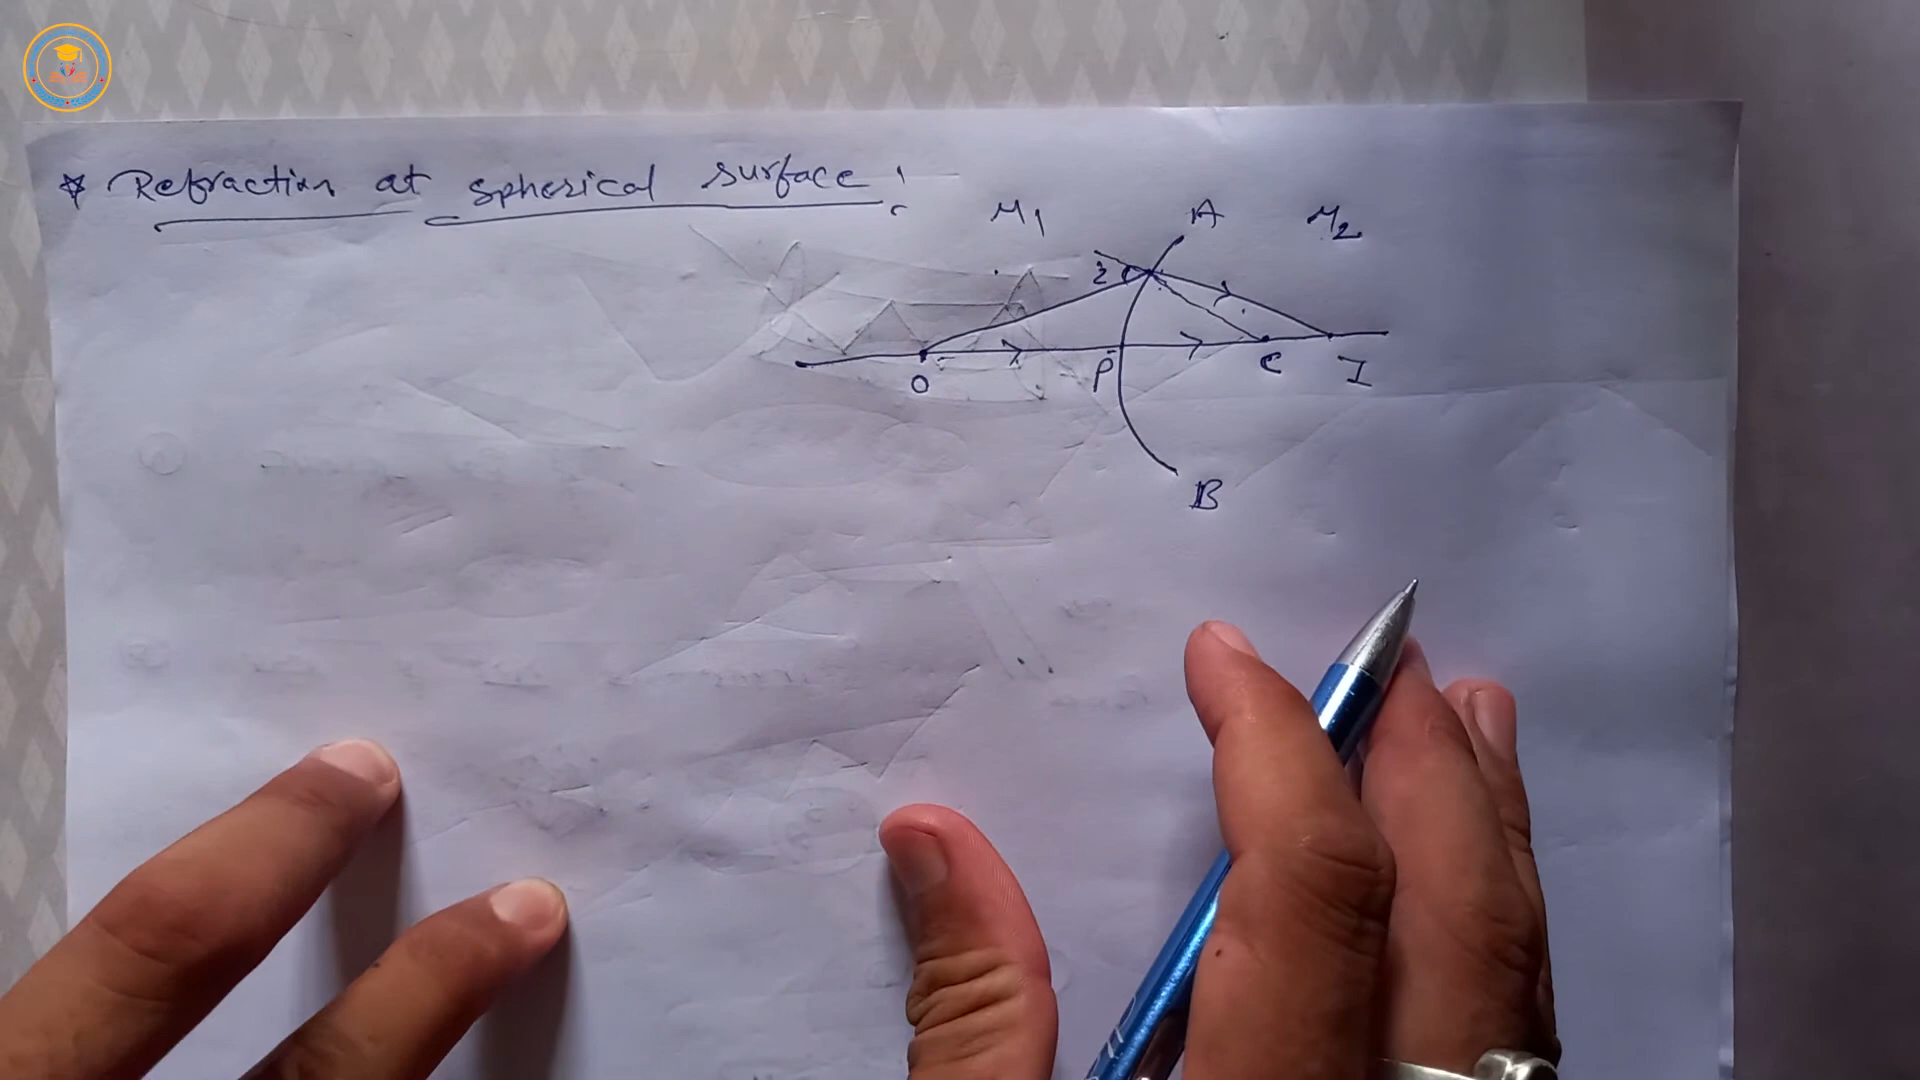 ☆ Refraction at spherical surface :
μ1 A μ2
i
O P C I
B